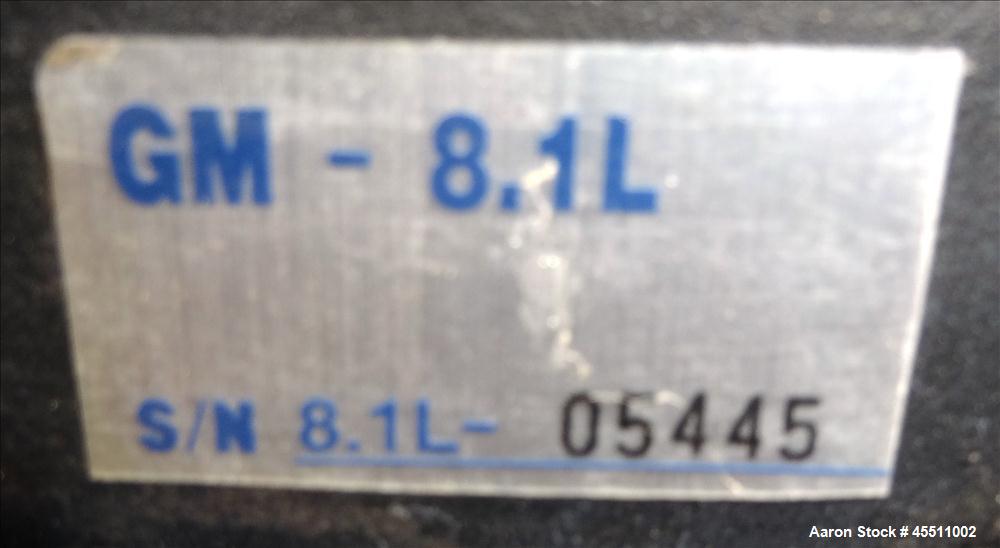 GM - 8.1L
S/N 8.1L- 05445
Aaron Stock # 45511002